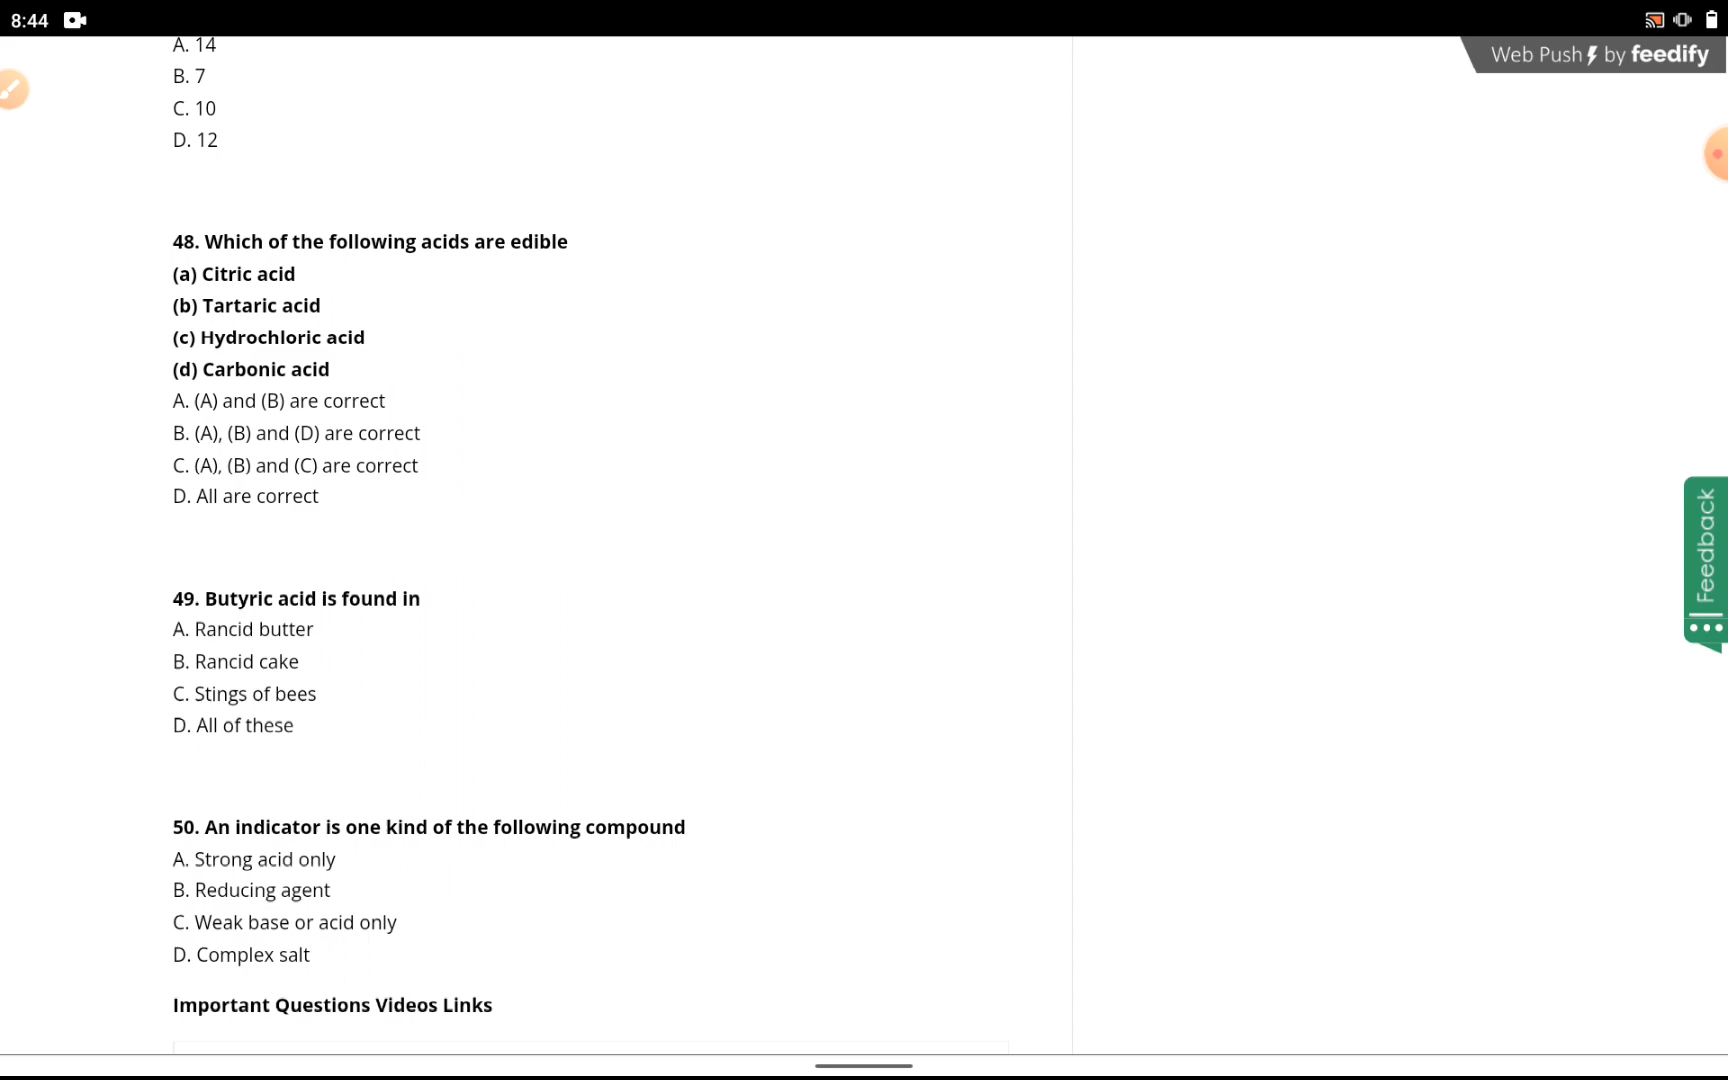 8:44
Web Push by feedify
A. 14
B. 7
C. 10
D. 12
48. Which of the following acids are edible
(a) Citric acid
(b) Tartaric acid
(c) Hydrochloric acid
(d) Carbonic acid
A. (A) and (B) are correct
B. (A), (B) and (D) are correct
C. (A), (B) and (C) are correct
D. All are correct
Feedback
49. Butyric acid is found in
A. Rancid butter
B. Rancid cake
C. Stings of bees
D. All of these
50. An indicator is one kind of the following compound
A. Strong acid only
B. Reducing agent
C. Weak base or acid only
D. Complex salt
Important Questions Videos Links